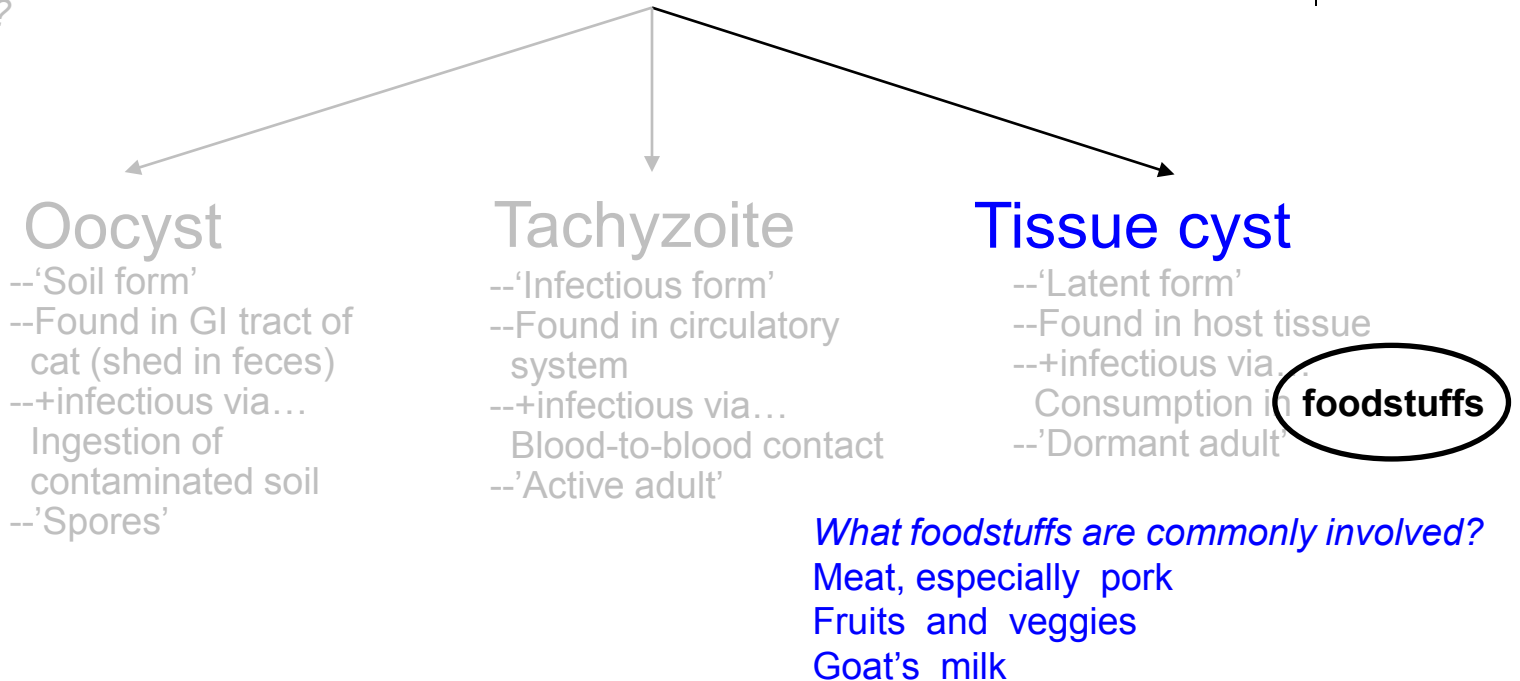 ?
Oocyst
--‘Soil form’
--Found in GI tract of
cat (shed in feces)
--+infectious via…
Ingestion of
contaminated soil
--’Spores’
Tachyzoite
--‘Infectious form’
--Found in circulatory
system
--+infectious via…
Blood-to-blood contact
--’Active adult’
Tissue cyst
--‘Latent form’
--Found in host tissue
--+infectious via…
Consumption in foodstuffs
--’Dormant adult’
What foodstuffs are commonly involved?
Meat, especially pork
Fruits and veggies
Goat’s milk